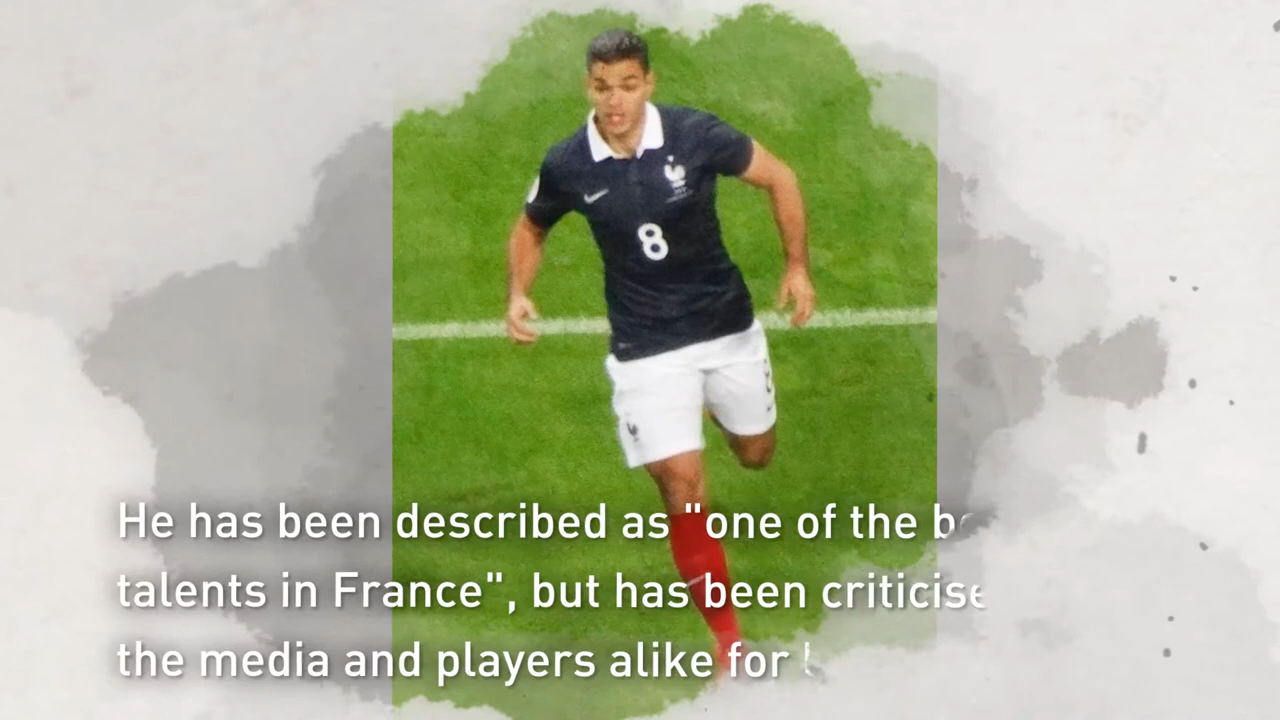 8
He has been described as "one of the
talents in France", but has been
the media and players alike for